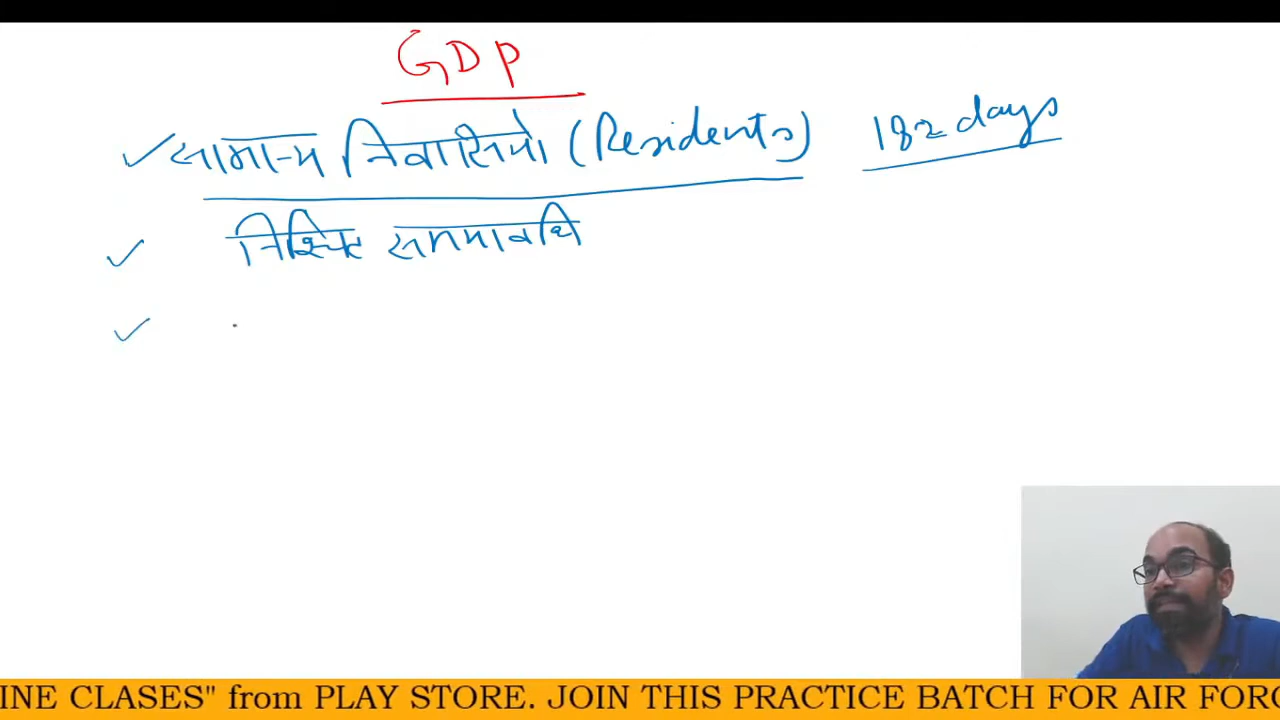 GDP
सामान्य निवासियो (Residents) 182 days
निश्चित समयावधि
INE CLASES" from PLAY STORE. JOIN THIS PRACTICE BATCH FOR AIR FORC